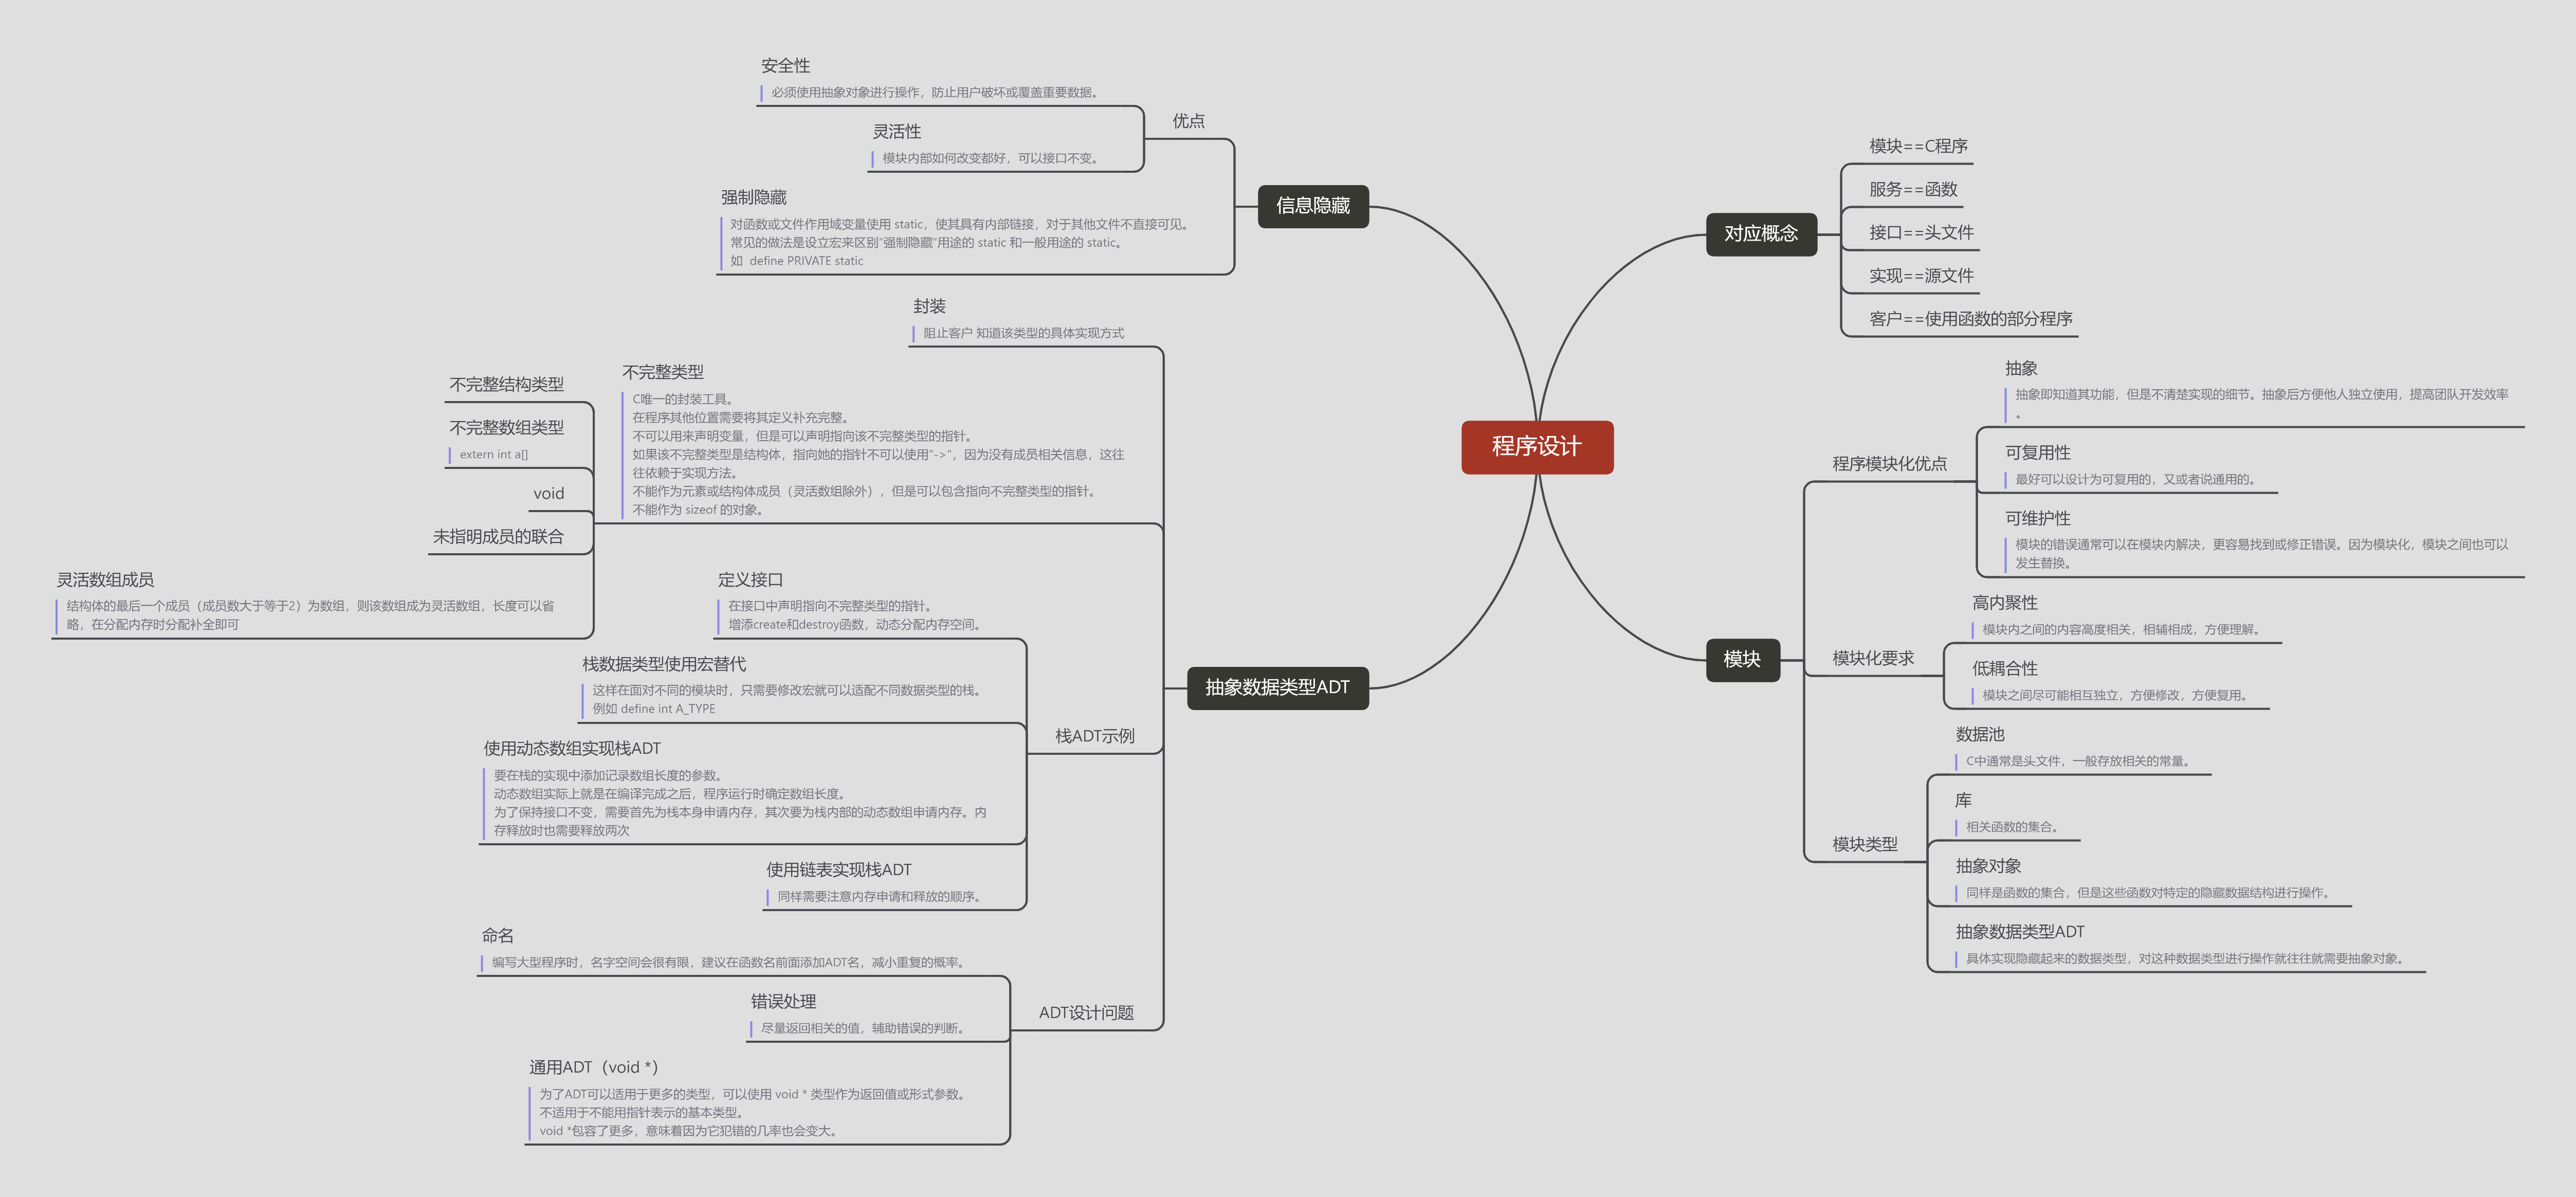 程序设计
对应概念
模块==C程序
服务==函数
接口==头文件
实现==源文件
客户==使用函数的部分程序
模块
程序模块化优点
抽象
抽象即知道其功能，但是不清楚实现的细节。抽象后方便他人独立使用，提高团队开发效率
。
可复用性
最好可以设计为可复用的，又或者说通用的。
可维护性
模块的错误通常可以在模块内解决，更容易找到或修正错误。因为模块化，模块之间也可以
发生替换。
模块化要求
高内聚性
模块内之间的内容高度相关，相辅相成，方便理解。
低耦合性
模块之间尽可能相互独立，方便修改，方便复用。
模块类型
数据池
C中通常是头文件，一般存放相关的常量。
库
相关函数的集合。
抽象对象
同样是函数的集合，但是这些函数对特定的隐藏数据结构进行操作。
抽象数据类型ADT
具体实现隐藏起来的数据类型，对这种数据类型进行操作就往往就需要抽象对象。
信息隐藏
优点
安全性
必须使用抽象对象进行操作，防止用户破坏或覆盖重要数据。
灵活性
模块内部如何改变都好，可以接口不变。
强制隐藏
对函数或文件作用域变量使用 static，使其具有内部链接，对于其他文件不直接可见。
常见的做法是设立宏来区别“强制隐藏”用途的 static 和一般用途的 static。
如  define PRIVATE static
抽象数据类型ADT
封装
阻止客户 知道该类型的具体实现方式
不完整类型
C唯一的封装工具。
在程序其他位置需要将其定义补充完整。
不可以用来声明变量，但是可以声明指向该不完整类型的指针。
如果该不完整类型是结构体，指向她的指针不可以使用"->"，因为没有成员相关信息，这往
往依赖于实现方法。
不能作为元素或结构体成员（灵活数组除外），但是可以包含指向不完整类型的指针。
不能作为 sizeof 的对象。
不完整结构类型
不完整数组类型
extern int a[]
void
未指明成员的联合
灵活数组成员
结构体的最后一个成员（成员数大于等于2）为数组，则该数组成为灵活数组，长度可以省
略，在分配内存时分配补全即可
栈ADT示例
定义接口
在接口中声明指向不完整类型的指针。
增添create和destroy函数，动态分配内存空间。
栈数据类型使用宏替代
这样在面对不同的模块时，只需要修改宏就可以适配不同数据类型的栈。
例如 define int A_TYPE
使用动态数组实现栈ADT
要在栈的实现中添加记录数组长度的参数。
动态数组实际上就是在编译完成之后，程序运行时确定数组长度。
为了保持接口不变，需要首先为栈本身申请内存，其次要为栈内部的动态数组申请内存。内
存释放时也需要释放两次
使用链表实现栈ADT
同样需要注意内存申请和释放的顺序。
ADT设计问题
命名
编写大型程序时，名字空间会很有限，建议在函数名前面添加ADT名，减小重复的概率。
错误处理
尽量返回相关的值，辅助错误的判断。
通用ADT（void *）
为了ADT可以适用于更多的类型，可以使用 void * 类型作为返回值或形式参数。
不适用于不能用指针表示的基本类型。
void *包容了更多，意味着因为它犯错的几率也会变大。